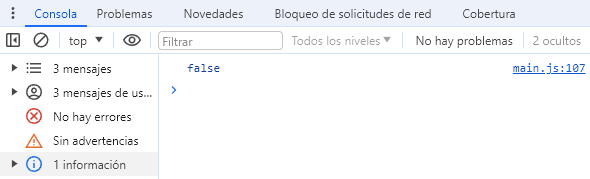 Consola Problemas Novedades Bloqueo de solicitudes de red Cobertura
top Filtrar Todos los niveles No hay problemas 2 ocultos
3 mensajes
3 mensajes de us...
No hay errores
Sin advertencias
1 información
false main.js:107